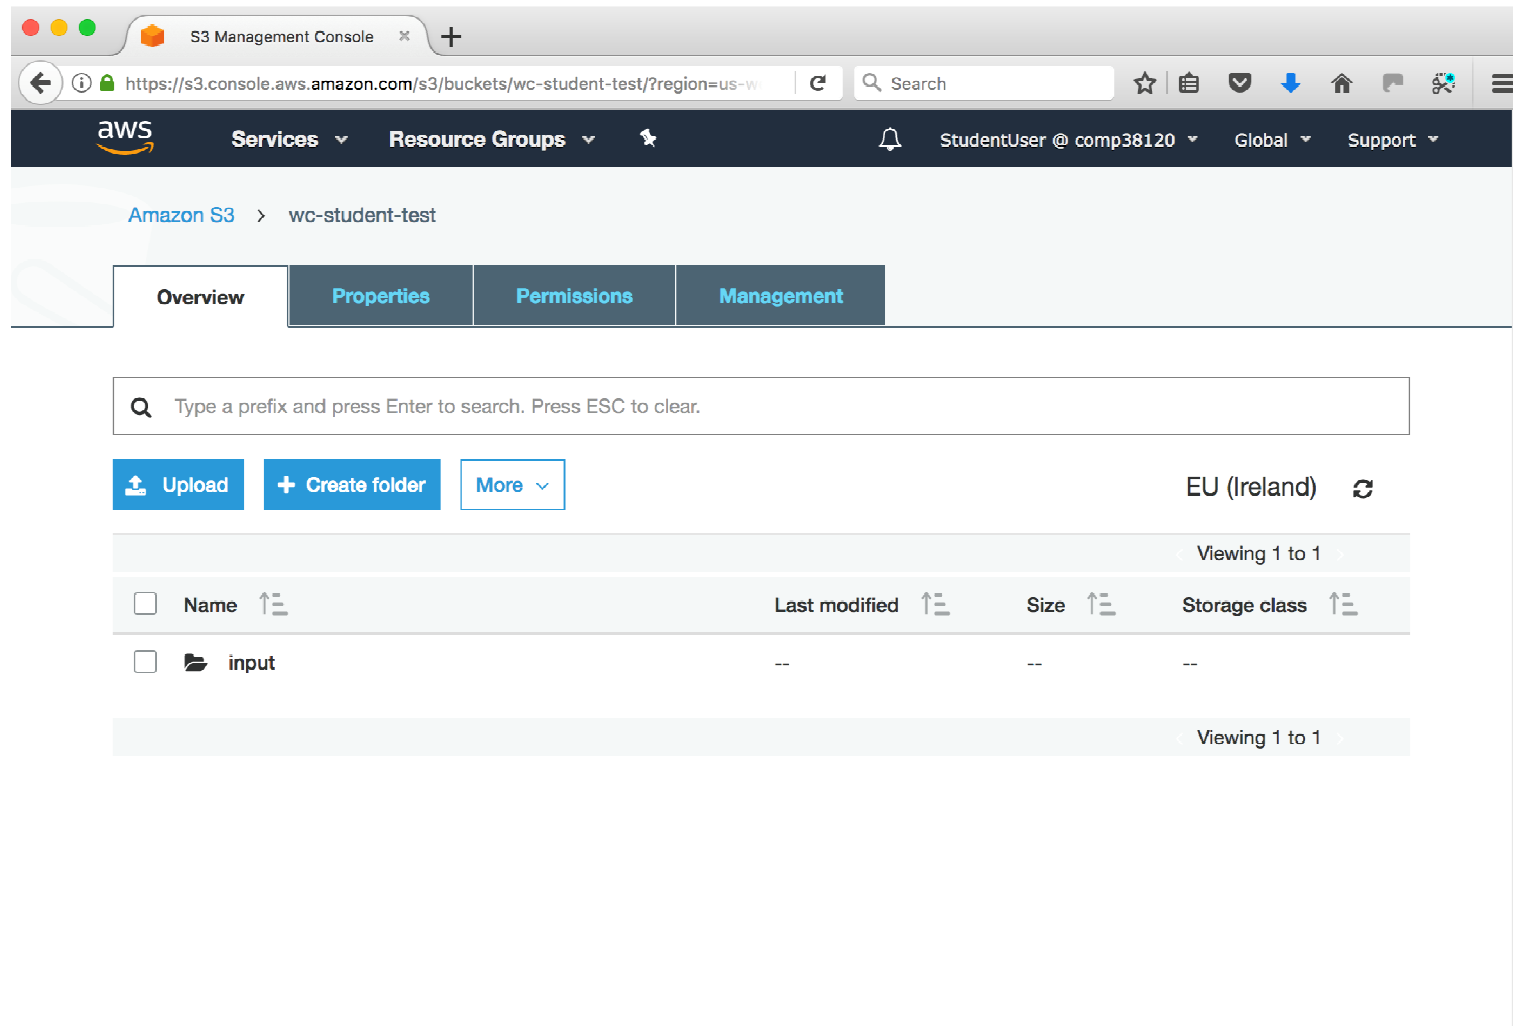 S3 Management Console
https://s3.console.aws.amazon.com/s3/buckets/wc-student-test/?region=us-w
Search
aws
Services
Resource Groups
StudentUser @ comp38120
Global
Support
Amazon S3 > wc-student-test
Overview
Properties
Permissions
Management
Type a prefix and press Enter to search. Press ESC to clear.
Upload
+ Create folder
More
EU (Ireland)
Viewing 1 to 1
Name
Last modified
Size
Storage class
input
--
--
--
Viewing 1 to 1